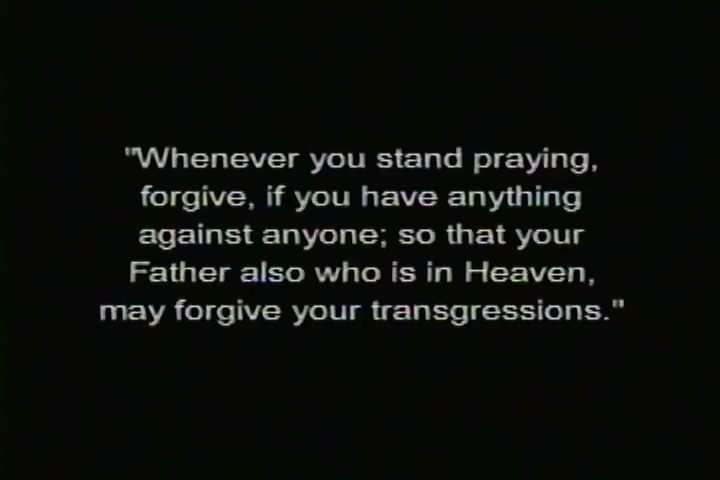 "Whenever you stand praying,
forgive, if you have anything
against anyone; so that your
Father also who is in Heaven,
may forgive your transgressions."